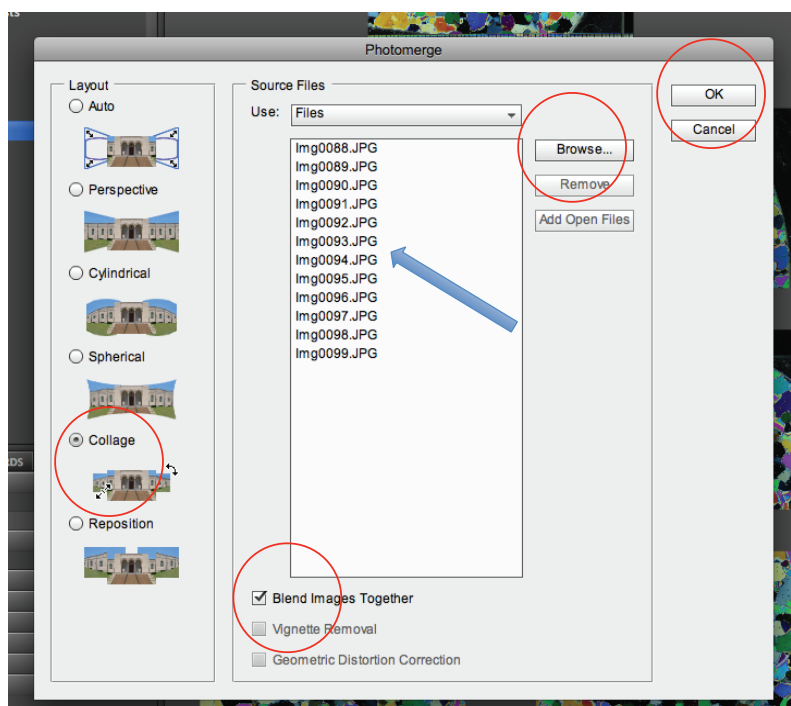 Photomerge
Layout
Auto
Perspective
Cylindrical
Spherical
Collage
Reposition
Source Files
Use: Files
Img0088.JPG
Img0089.JPG
Img0090.JPG
Img0091.JPG
Img0092.JPG
Img0093.JPG
Img0094.JPG
Img0095.JPG
Img0096.JPG
Img0097.JPG
Img0098.JPG
Img0099.JPG
Browse...
Remove
Add Open Files
Blend Images Together
Vignette Removal
Geometric Distortion Correction
OK
Cancel